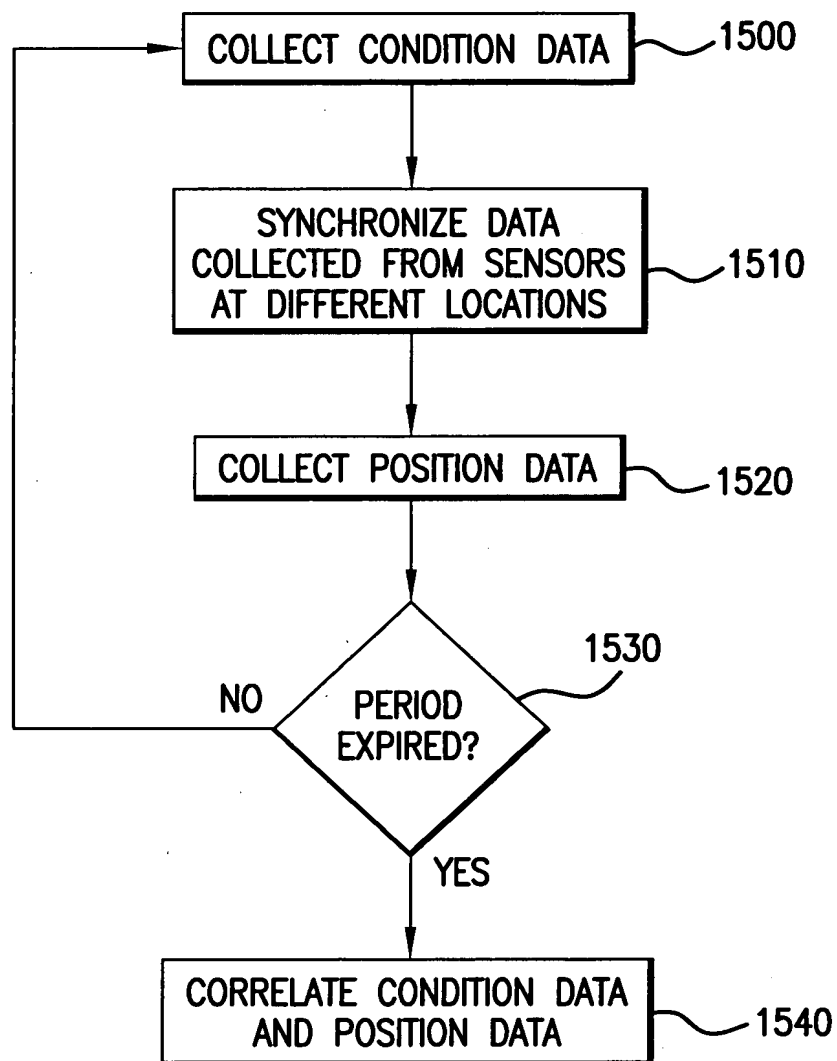 COLLECT CONDITION DATA
1500
SYNCHRONIZE DATA
COLLECTED FROM SENSORS
AT DIFFERENT LOCATIONS
1510
COLLECT POSITION DATA
1520
1530
NO
PERIOD
EXPIRED?
YES
CORRELATE CONDITION DATA
AND POSITION DATA
1540